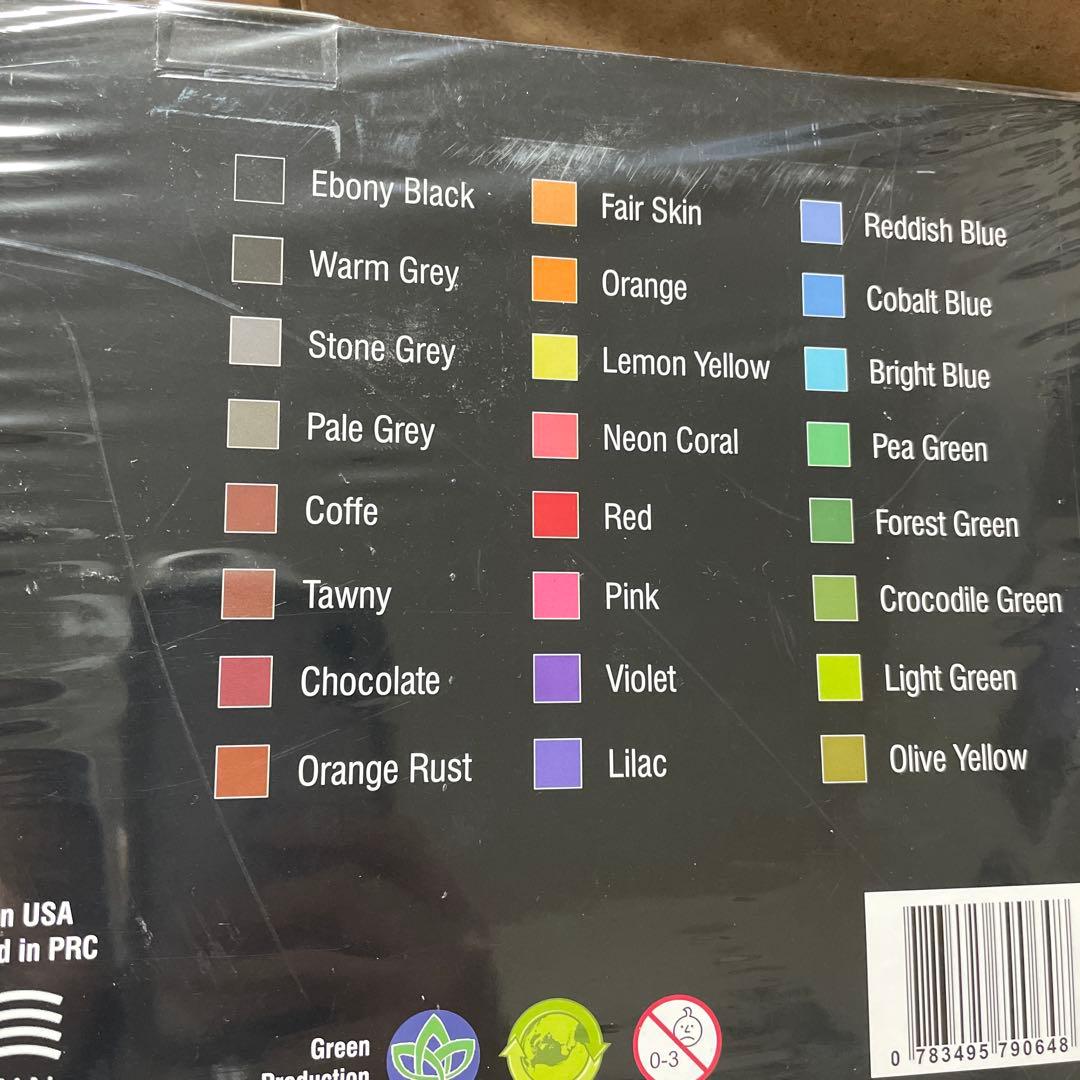 Ebony Black
Warm Grey
Stone Grey
Pale Grey
Coffe
Tawny
Chocolate
Orange Rust
Fair Skin
Orange
Lemon Yellow
Neon Coral
Red
Pink
Violet
Lilac
Reddish Blue
Cobalt Blue
Bright Blue
Pea Green
Forest Green
Crocodile Green
Light Green
Olive Yellow
n USA
d in PRC
Green
Production
0-3
0 783495 790648